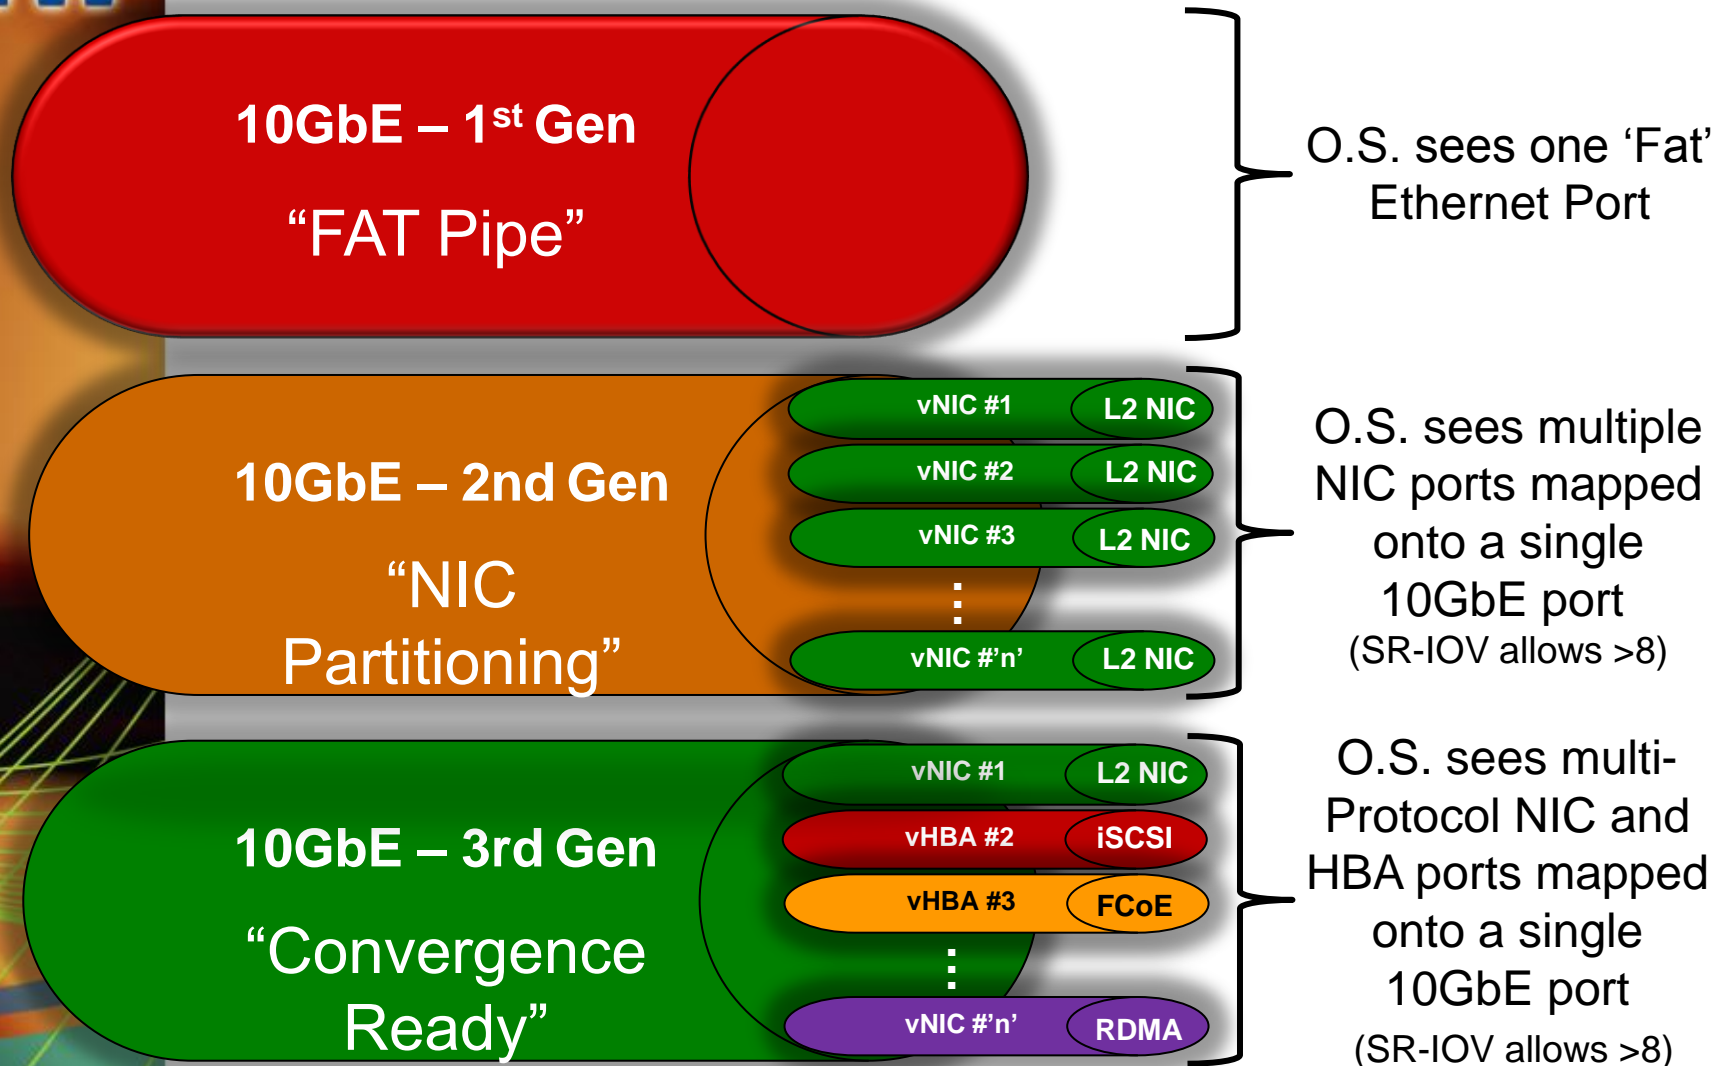 10GbE – 1st Gen
“FAT Pipe”
O.S. sees one ‘Fat’
Ethernet Port
10GbE – 2nd Gen
“NIC
Partitioning”
vNIC #1 L2 NIC
vNIC #2 L2 NIC
vNIC #3 L2 NIC
⋮
vNIC #’n’ L2 NIC
O.S. sees multiple
NIC ports mapped
onto a single
10GbE port
(SR-IOV allows >8)
10GbE – 3rd Gen
“Convergence
Ready”
vNIC #1 L2 NIC
vHBA #2 iSCSI
vHBA #3 FCoE
⋮
vNIC #’n’ RDMA
O.S. sees multi-
Protocol NIC and
HBA ports mapped
onto a single
10GbE port
(SR-IOV allows >8)